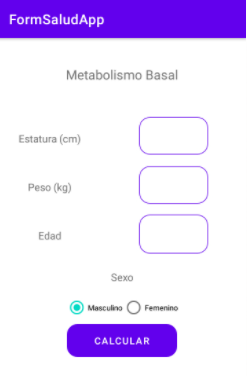 FormSaludApp
Metabolismo Basal
Estatura (cm)
Peso (kg)
Edad
Sexo
Masculino Femenino
CALCULAR